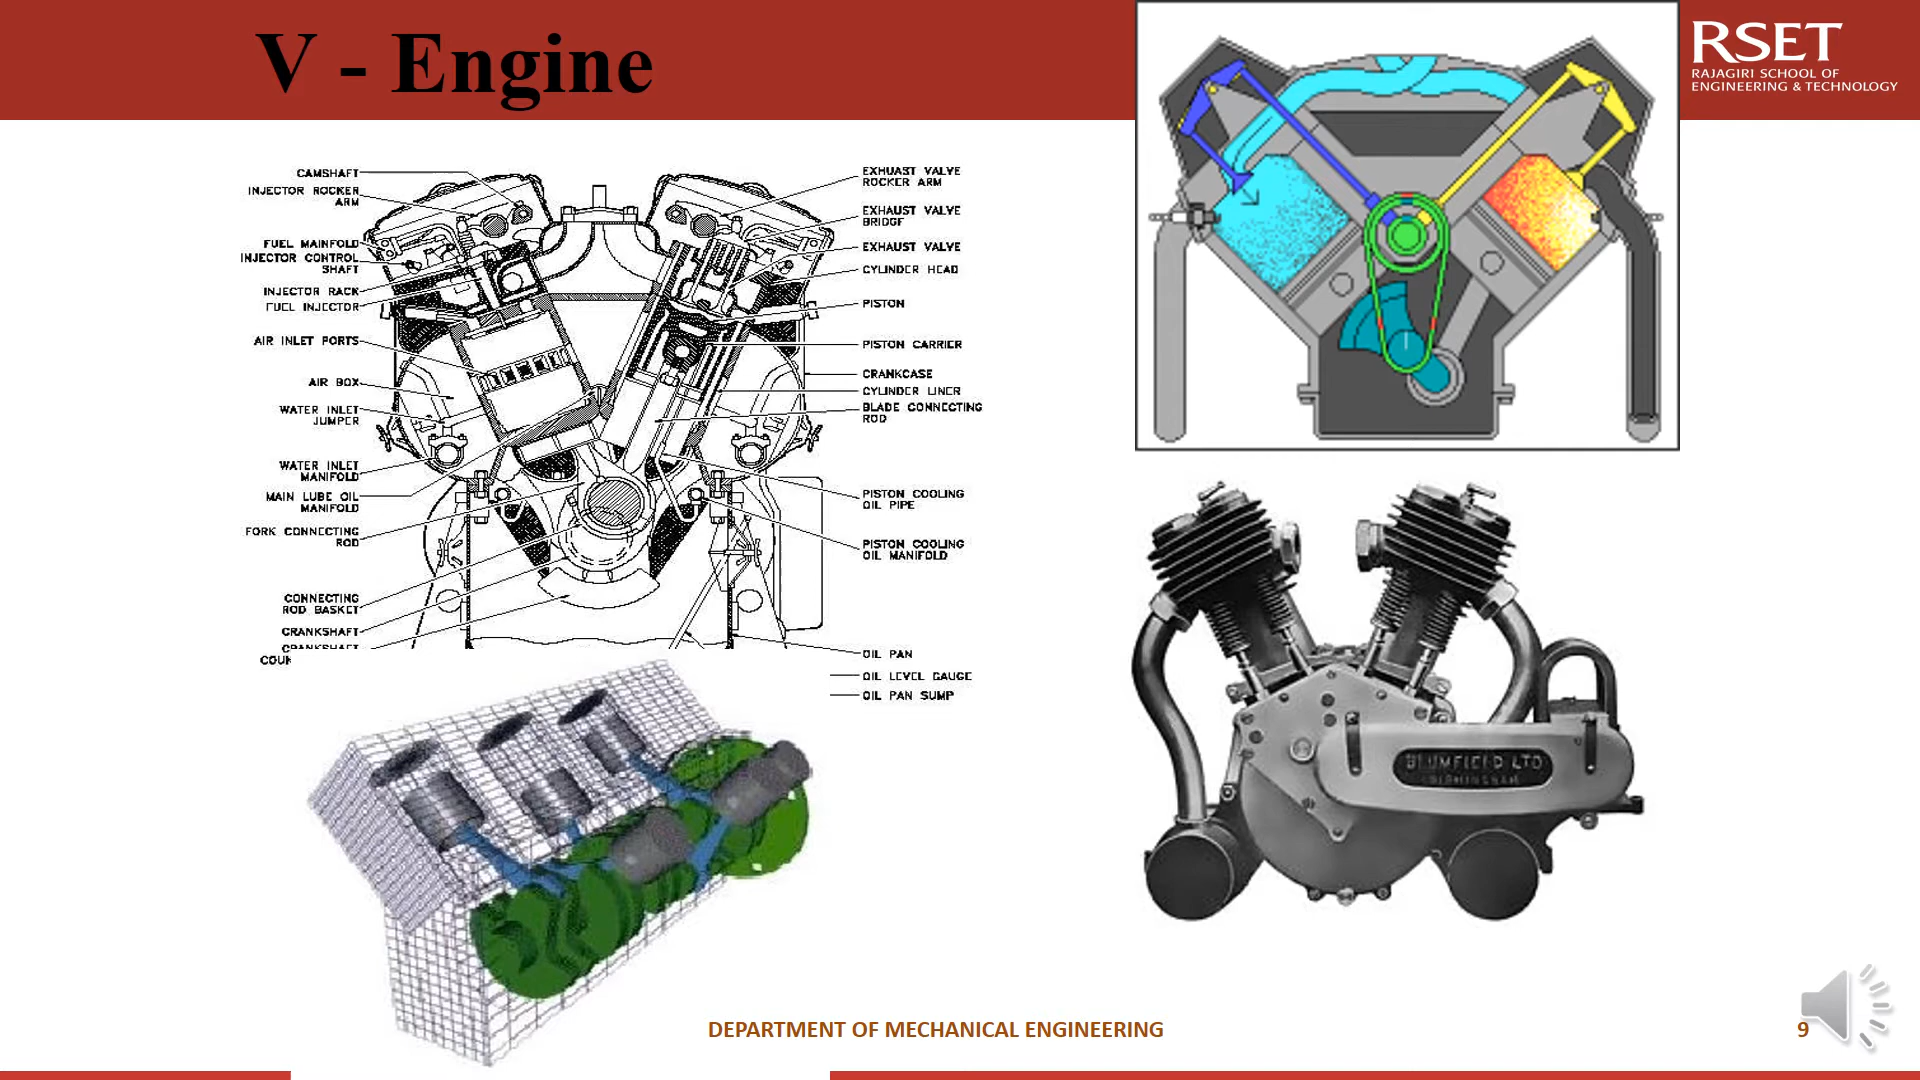 V - Engine
RSET
RAJAGIRI SCHOOL OF
ENGINEERING & TECHNOLOGY
CAMSHAFT
INJECTOR ROCKER
ARM
FUEL MAINFOLD
INJECTOR CONTROL
SHAFT
INJECTOR RACK
FUEL INJECTOR
AIR INLET PORTS
AIR BOX
WATER INLET
JUMPER
WATER INLET
MANIFOLD
MAIN LUBE OIL
MANIFOLD
FORK CONNECTING
ROD
CONNECTING
ROD BASKET
CRANKSHAFT
CRANKSHAFT
EXHUAST VALVE
ROCKER ARM
EXHAUST VALVE
BRIDGE
EXHAUST VALVE
CYLINDER HEAD
PISTON
PISTON CARRIER
CRANKCASE
CYLINDER LINER
BLADE CONNECTING
ROD
PISTON COOLING
OIL PIPE
PISTON COOLING
OIL MANIFOLD
OIL PAN
OIL LEVEL GAUGE
OIL PAN SUMP
BLUMFIELD LTD
DEPARTMENT OF MECHANICAL ENGINEERING
9